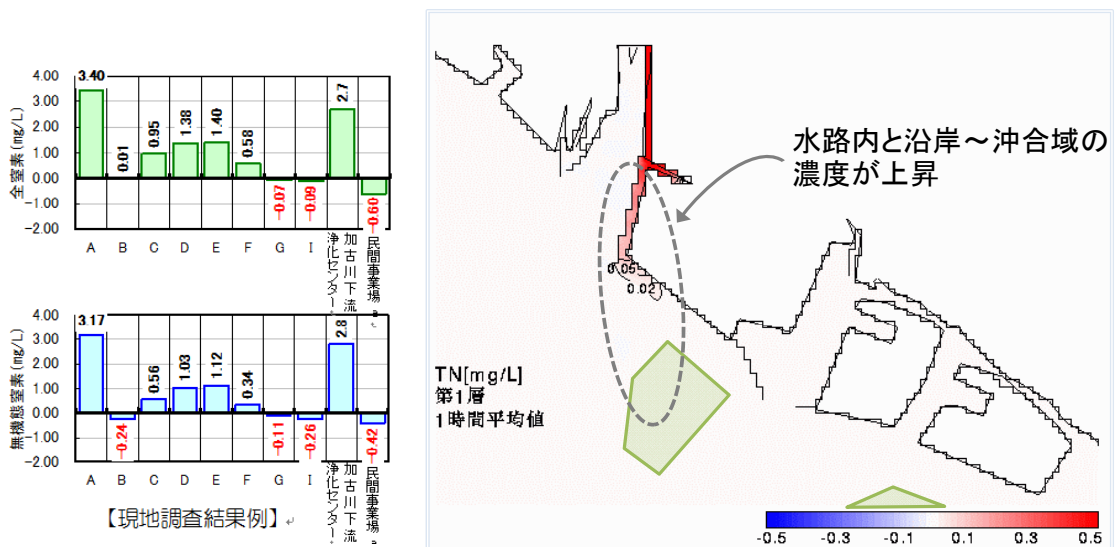 4.00
3.00
2.00
1.00
0.00
-1.00
-2.00
全窒素(mg/L)
3.40
0.01
0.95
1.38
1.40
0.58
-0.07
-0.09
2.7
-0.60
A
B
C
D
E
F
G
I
加古川下流
浄化センター
民間事業場a
4.00
3.00
2.00
1.00
0.00
-1.00
-2.00
無機態窒素(mg/L)
3.17
-0.24
0.56
1.03
1.12
0.34
-0.11
-0.26
2.8
-0.42
A
B
C
D
E
F
G
I
加古川下流
浄化センター
民間事業場a
【現地調査結果例】
水路内と沿岸～沖合域の
濃度が上昇
0.05
0.02
TN[mg/L]
第1層
1時間平均値
-0.5
-0.3
-0.1
0.1
0.3
0.5